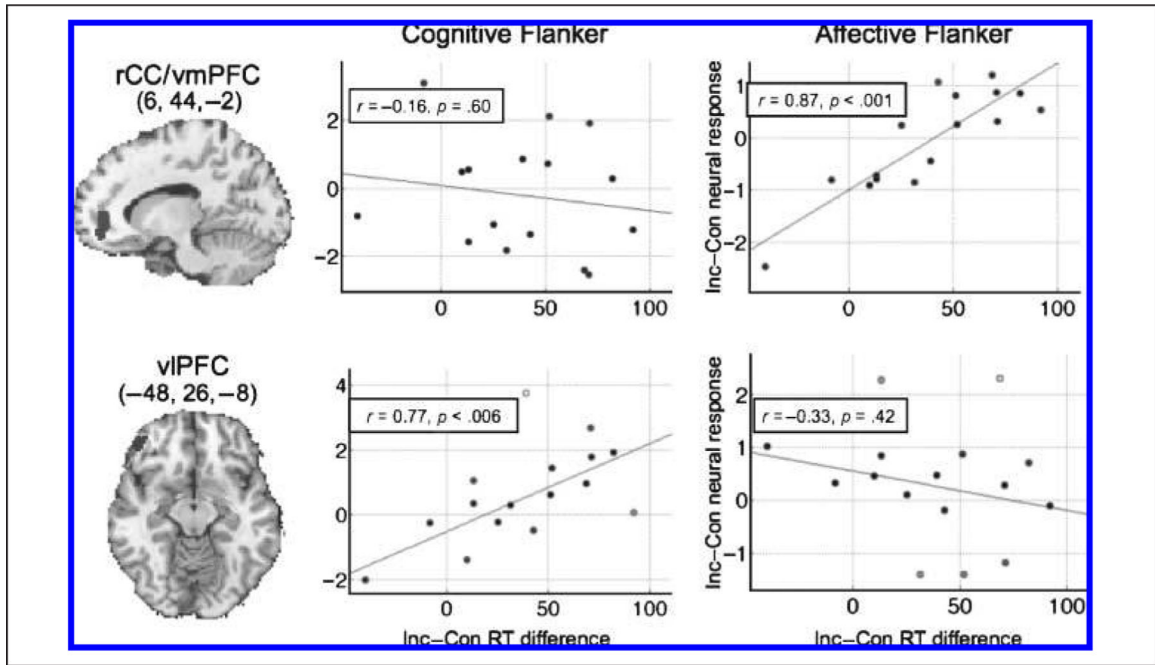 Cognitive Flanker
Affective Flanker
rCC/vmPFC
(6, 44, −2)
r = −0.16, p = .60
2
0
−2
0
50
100
Inc−Con neural response
r = 0.87, p < .001
1
0
−1
−2
0
50
100
vlPFC
(−48, 26, −8)
r = 0.77, p < .006
4
2
0
−2
0
50
100
Inc−Con RT difference
Inc−Con neural response
r = −0.33, p = .42
2
1
0
−1
0
50
100
Inc−Con RT difference